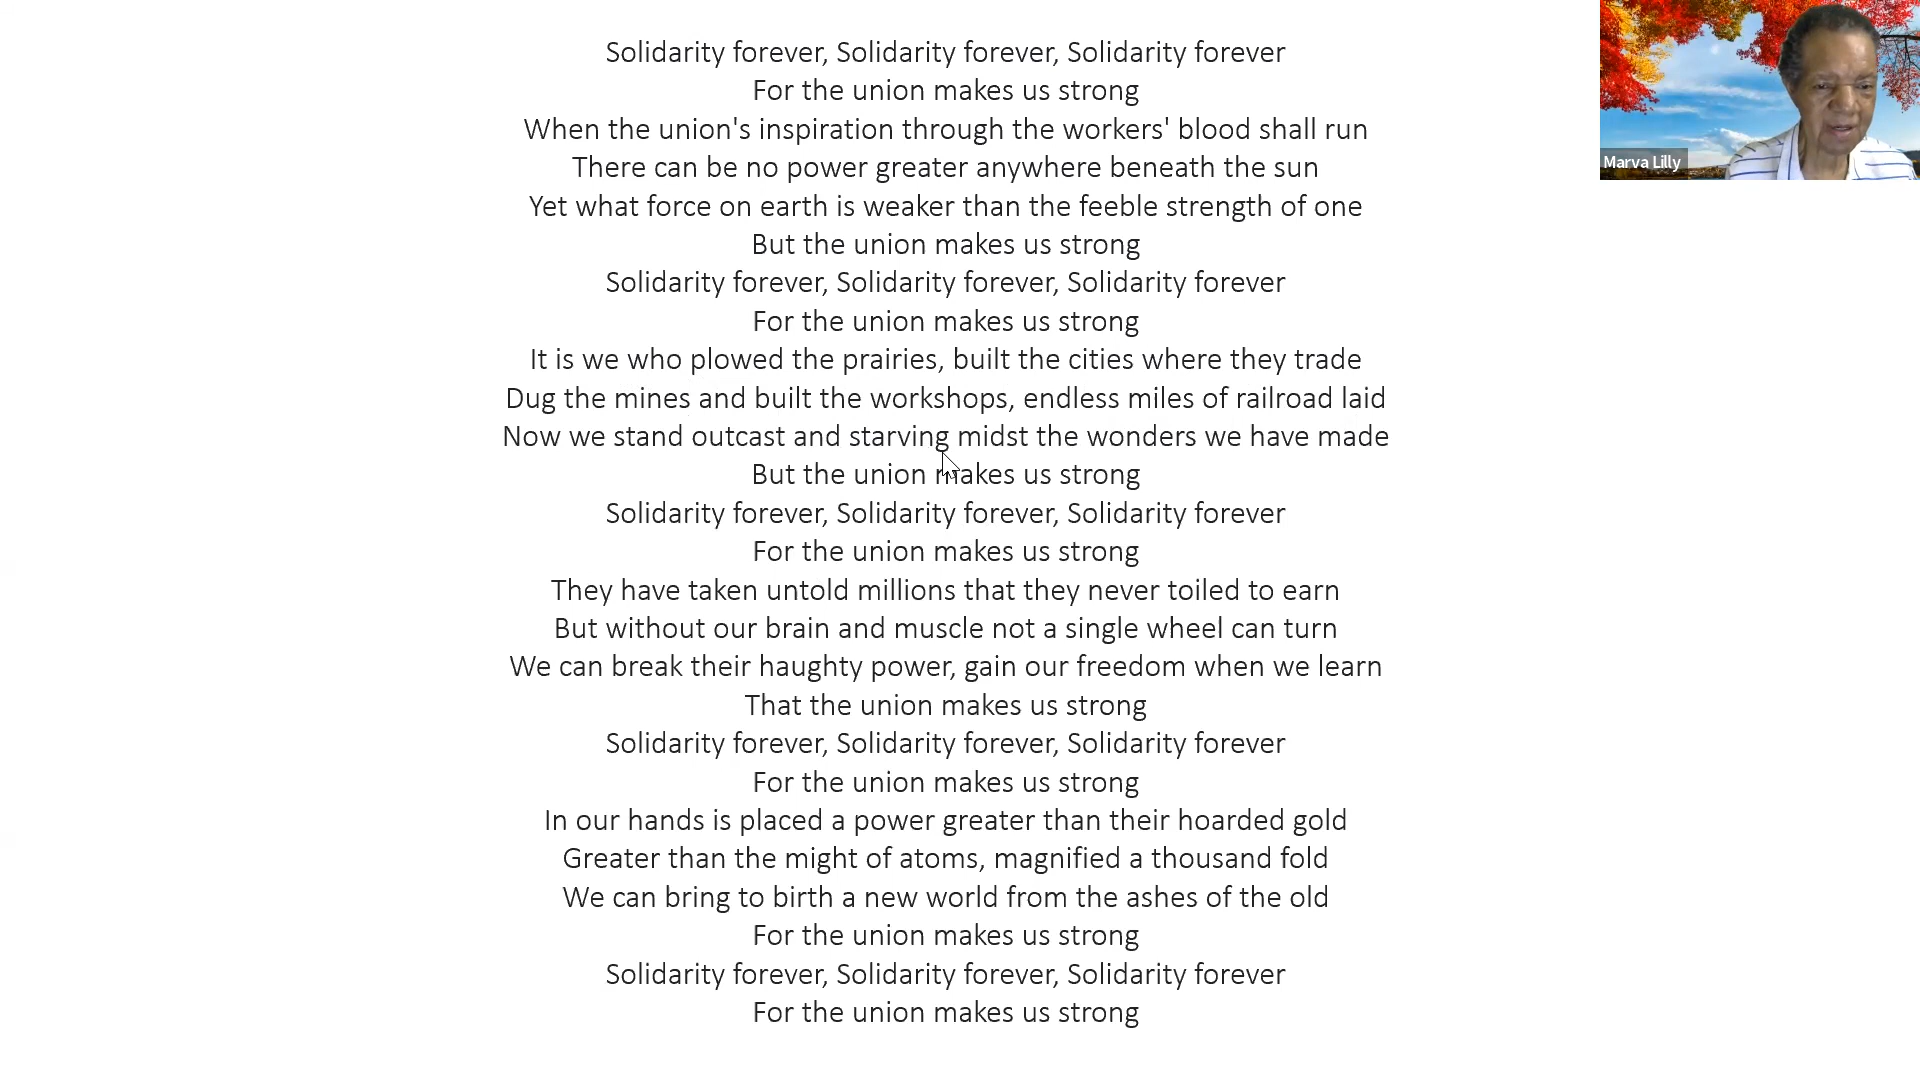 Solidarity forever, Solidarity forever, Solidarity forever
For the union makes us strong
When the union's inspiration through the workers' blood shall run
There can be no power greater anywhere beneath the sun
Yet what force on earth is weaker than the feeble strength of one
But the union makes us strong
Solidarity forever, Solidarity forever, Solidarity forever
For the union makes us strong
It is we who plowed the prairies, built the cities where they trade
Dug the mines and built the workshops, endless miles of railroad laid
Now we stand outcast and starving midst the wonders we have made
But the union makes us strong
Solidarity forever, Solidarity forever, Solidarity forever
For the union makes us strong
They have taken untold millions that they never toiled to earn
But without our brain and muscle not a single wheel can turn
We can break their haughty power, gain our freedom when we learn
That the union makes us strong
Solidarity forever, Solidarity forever, Solidarity forever
For the union makes us strong
In our hands is placed a power greater than their hoarded gold
Greater than the might of atoms, magnified a thousand fold
We can bring to birth a new world from the ashes of the old
For the union makes us strong
Solidarity forever, Solidarity forever, Solidarity forever
For the union makes us strong
Marva Lilly